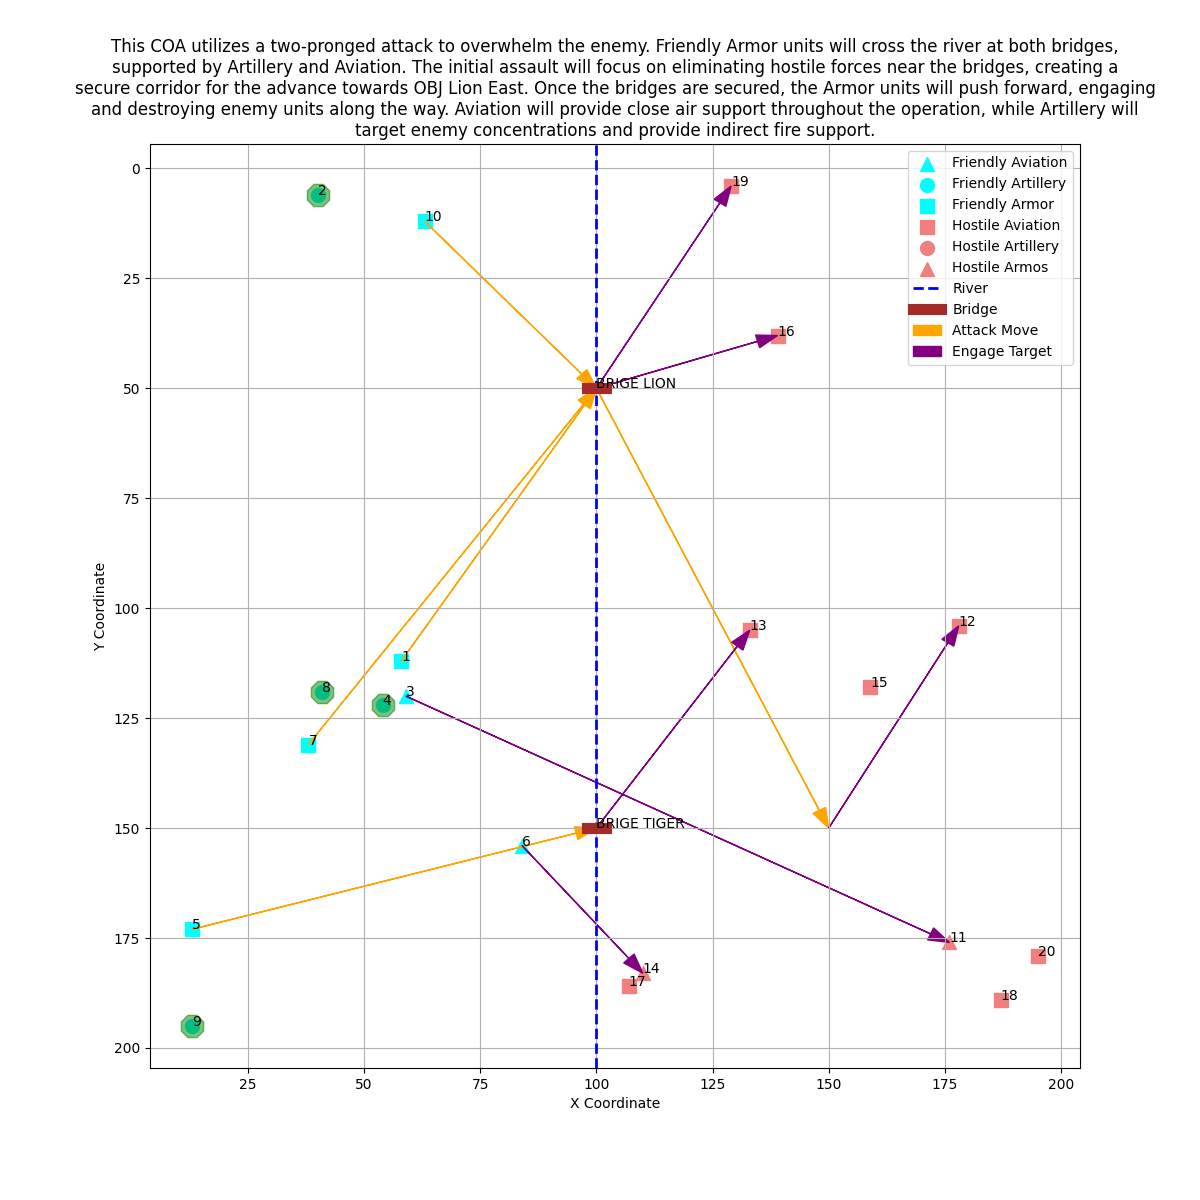 This COA utilizes a two-pronged attack to overwhelm the enemy. Friendly Armor units will cross the river at both bridges,
supported by Artillery and Aviation. The initial assault will focus on eliminating hostile forces near the bridges, creating a
secure corridor for the advance towards OBJ Lion East. Once the bridges are secured, the Armor units will push forward, engaging
and destroying enemy units along the way. Aviation will provide close air support throughout the operation, while Artillery will
target enemy concentrations and provide indirect fire support.
Friendly Aviation
Friendly Artillery
Friendly Armor
Hostile Aviation
Hostile Artillery
Hostile Armos
River
Bridge
Attack Move
Engage Target
0
25
50
75
100
125
150
175
200
Y Coordinate
2
10
19
16
BRIGE LION
13
12
1
15
8
3
4
7
BRIGE TIGER
6
5
11
20
14
17
18
9
25
50
75
100
125
150
175
200
X Coordinate